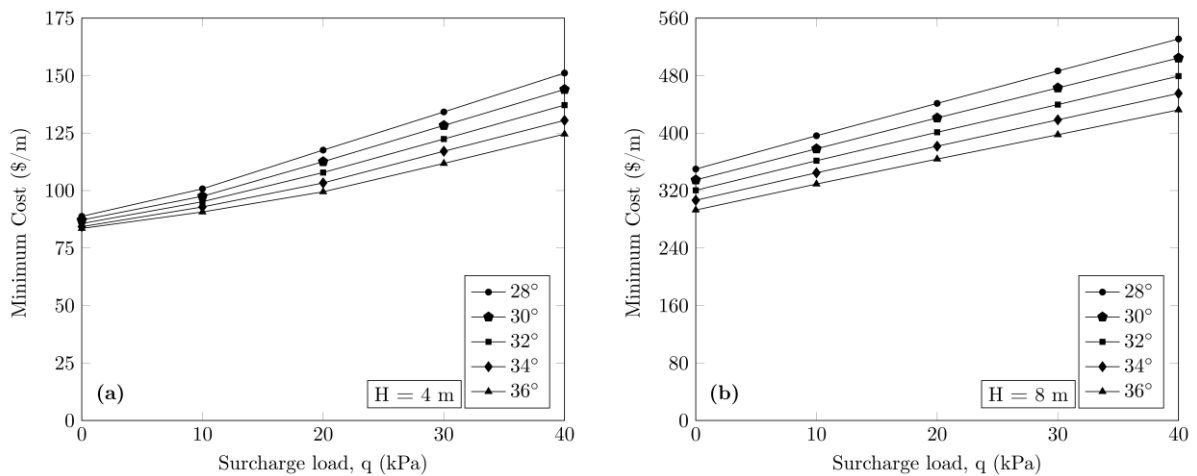 175
150
125
100
75
50
25
0
Minimum Cost ($/m)
0 10 20 30 40
Surcharge load, q (kPa)
(a)
H = 4 m
28°
30°
32°
34°
36°
560
480
400
320
240
160
80
0
Minimum Cost ($/m)
0 10 20 30 40
Surcharge load, q (kPa)
(b)
H = 8 m
28°
30°
32°
34°
36°